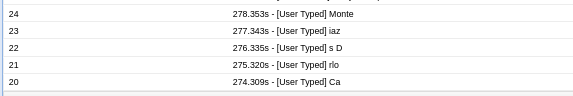 24 278.353s - [User Typed] Monte
23 277.343s - [User Typed] iaz
22 276.335s - [User Typed] s D
21 275.320s - [User Typed] rlo
20 274.309s - [User Typed] Ca